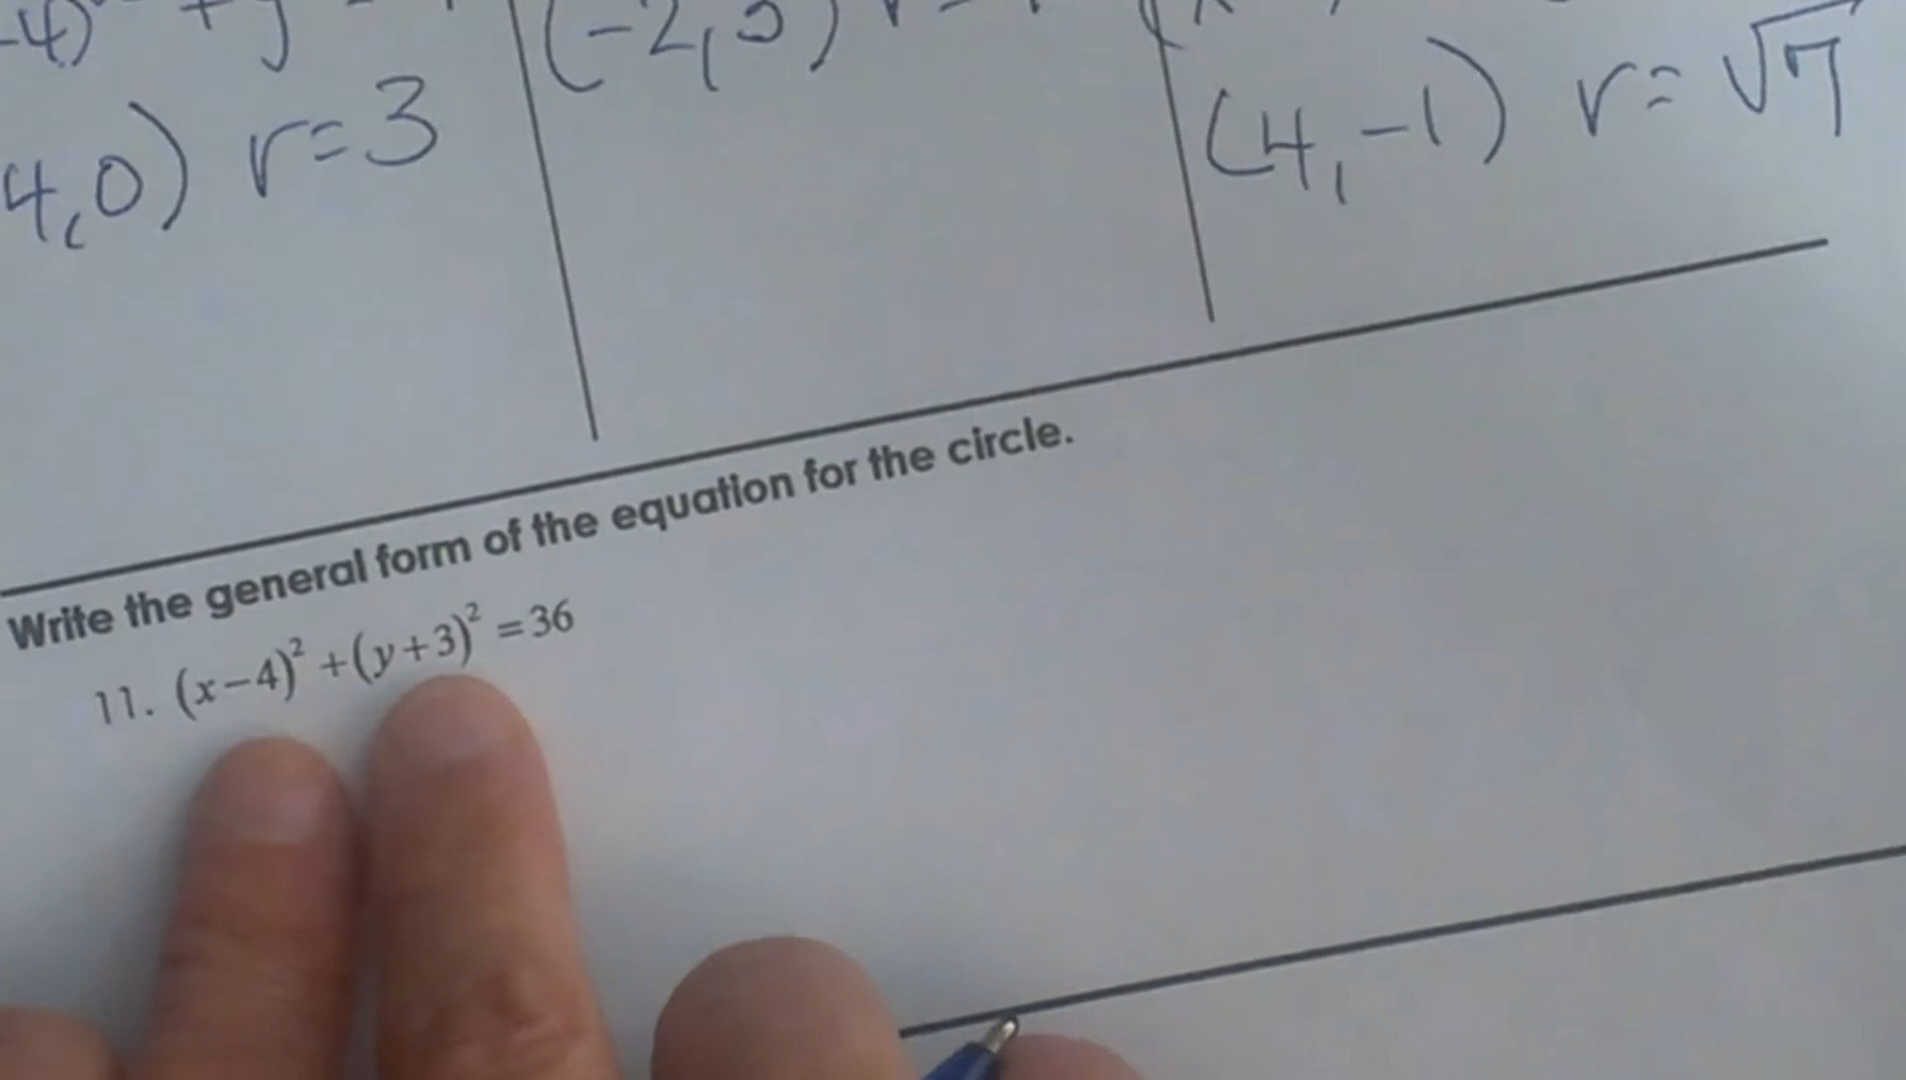 (-2,5)
4,0) r=3
(4,-1) r=√7
Write the general form of the equation for the circle.
11. (x-4)² +(y+3)² =36